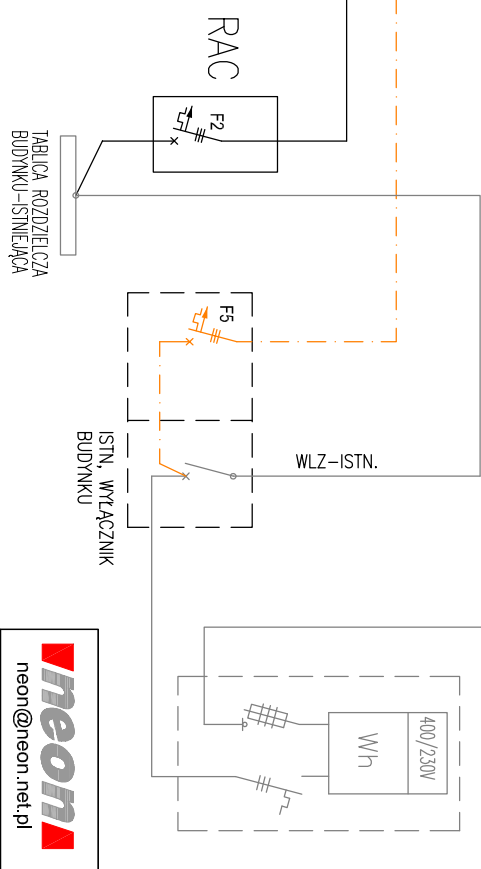 RAC
F2
TABLICA ROZDZIELCZA
BUDYNKU-ISTNIEJĄCA
F5
ISTN, WYŁĄCZNIK
BUDYNKU
WLZ-ISTN.
400/230V
Wh
neon
neon@neon.net.pl